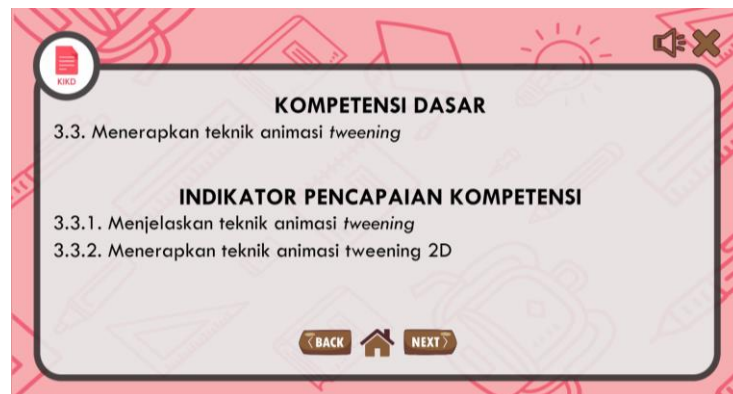 KIKD
KOMPETENSI DASAR
3.3. Menerapkan teknik animasi tweening
INDIKATOR PENCAPAIAN KOMPETENSI
3.3.1. Menjelaskan teknik animasi tweening
3.3.2. Menerapkan teknik animasi tweening 2D
BACK NEXT